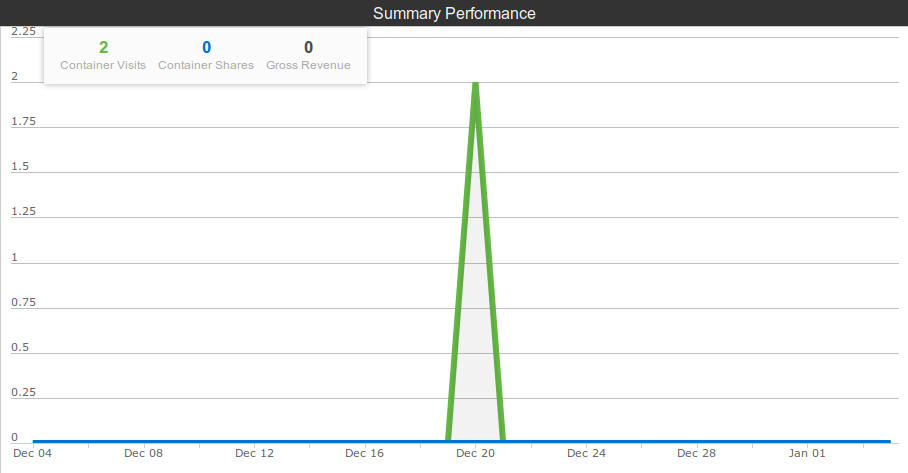 Summary Performance
2.25
2 0 0
Container Visits Container Shares Gross Revenue
2
1.75
1.5
1.25
1
0.75
0.5
0.25
0
Dec 04 Dec 08 Dec 12 Dec 16 Dec 20 Dec 24 Dec 28 Jan 01